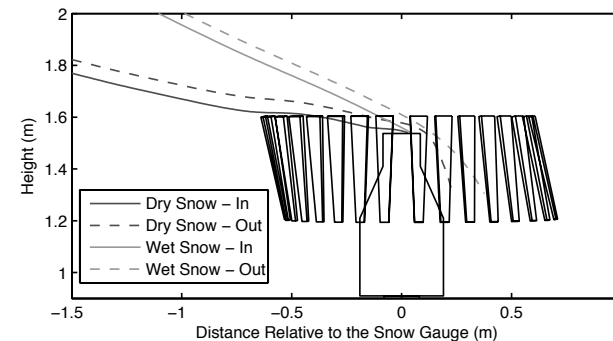 2
1.8
1.6
1.4
1.2
1
Height (m)
Dry Snow – In
Dry Snow – Out
Wet Snow – In
Wet Snow – Out
−1.5
−1
−0.5
0
0.5
Distance Relative to the Snow Gauge (m)